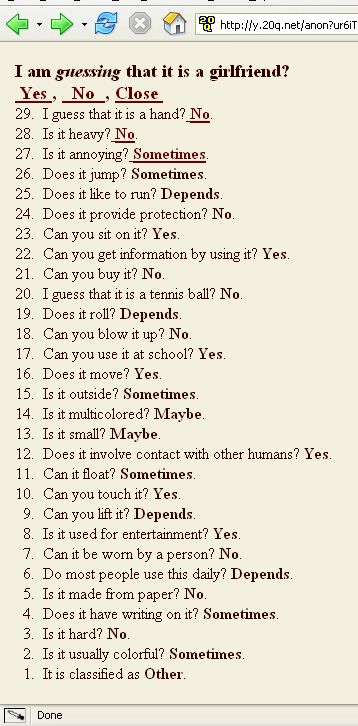 20Q http://y.20q.net/anon?ur6iT
I am guessing that it is a girlfriend?
Yes , No , Close
29. I guess that it is a hand? No.
28. Is it heavy? No.
27. Is it annoying? Sometimes.
26. Does it jump? Sometimes.
25. Does it like to run? Depends.
24. Does it provide protection? No.
23. Can you sit on it? Yes.
22. Can you get information by using it? Yes.
21. Can you buy it? No.
20. I guess that it is a tennis ball? No.
19. Does it roll? Depends.
18. Can you blow it up? No.
17. Can you use it at school? Yes.
16. Does it move? Yes.
15. Is it outside? Sometimes.
14. Is it multicolored? Maybe.
13. Is it small? Maybe.
12. Does it involve contact with other humans? Yes.
11. Can it float? Sometimes.
10. Can you touch it? Yes.
9. Can you lift it? Depends.
8. Is it used for entertainment? Yes.
7. Can it be worn by a person? No.
6. Do most people use this daily? Depends.
5. Is it made from paper? No.
4. Does it have writing on it? Sometimes.
3. Is it hard? No.
2. Is it usually colorful? Sometimes.
1. It is classified as Other.
Done